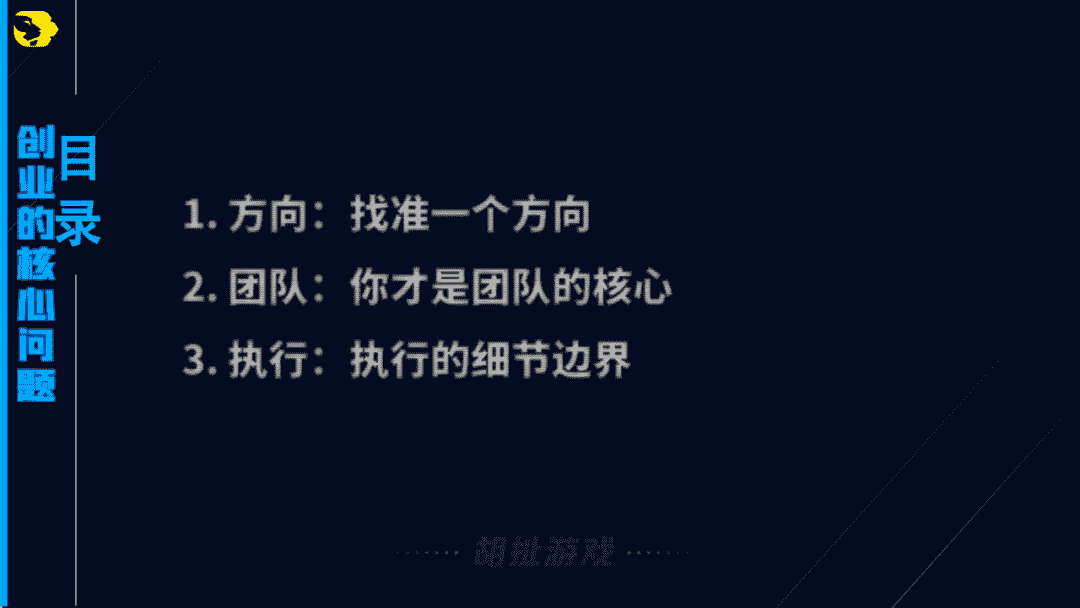 创业的核心问题
目录
1. 方向：找准一个方向
2. 团队：你才是团队的核心
3. 执行：执行的细节边界
胡扯游戏